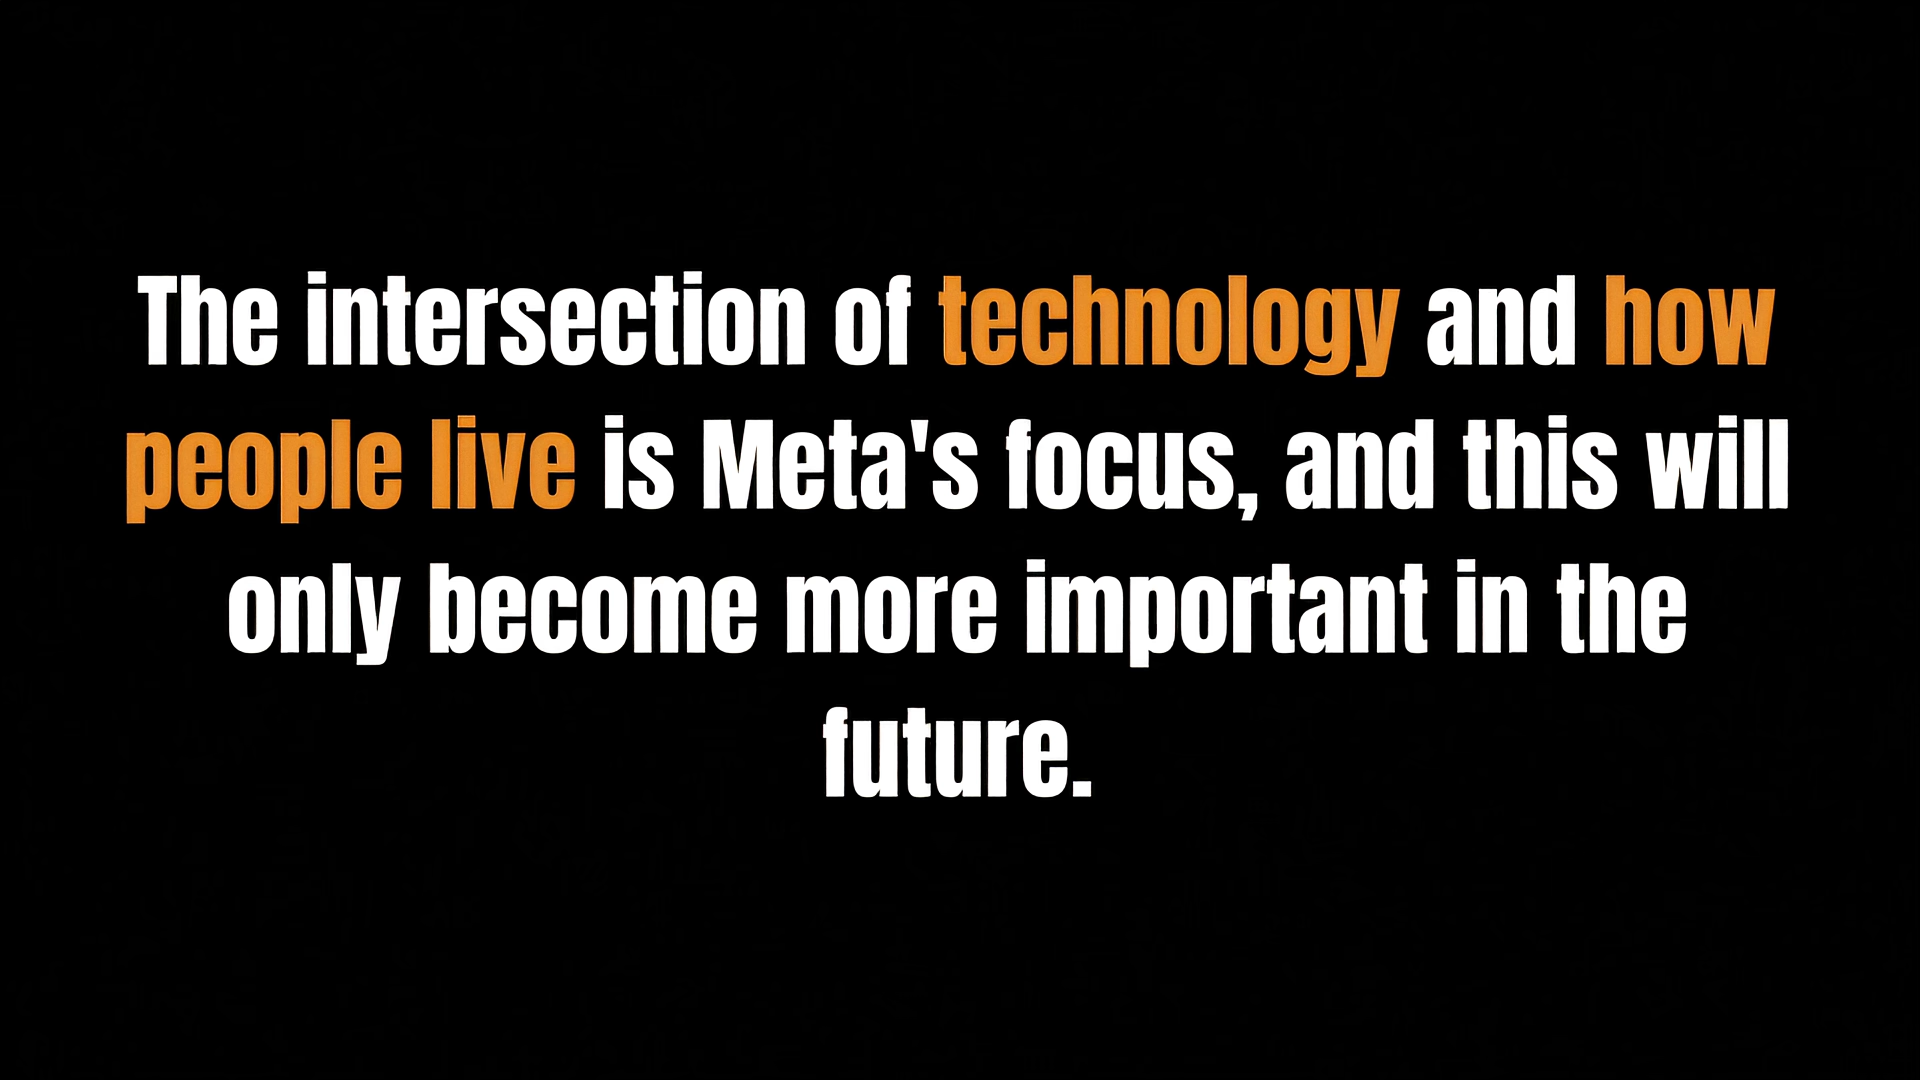 The intersection of technology and how
people live is Meta's focus, and this will
only become more important in the
future.